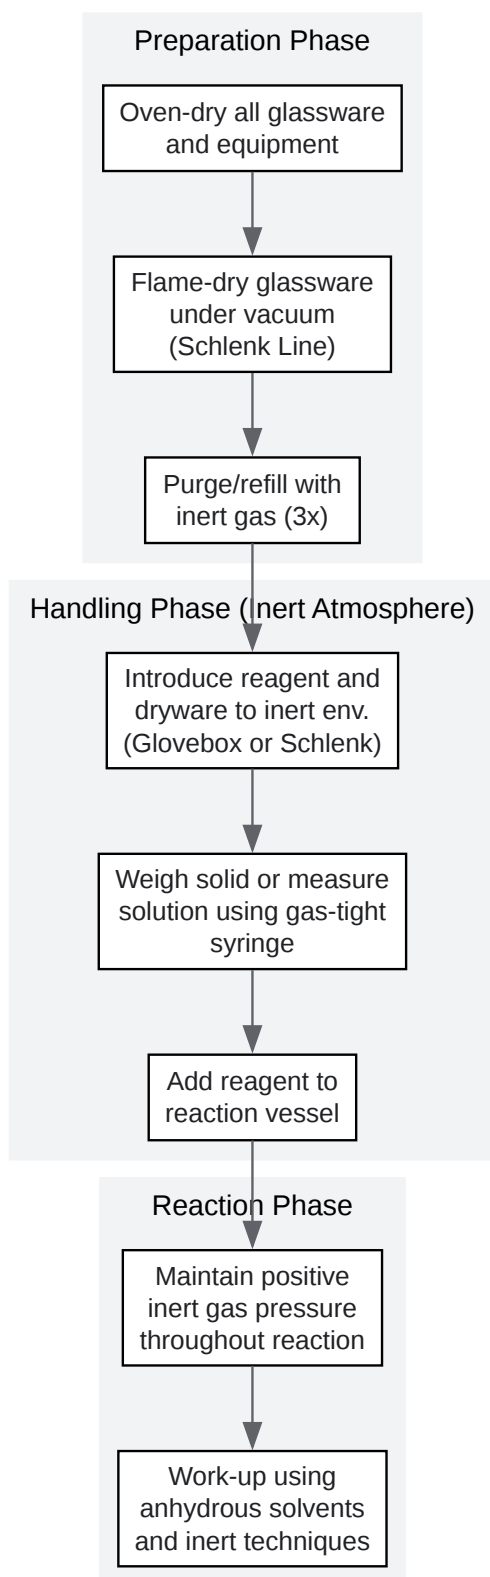 Preparation Phase
Oven-dry all glassware
and equipment
Flame-dry glassware
under vacuum
(Schlenk Line)
Purge/refill with
inert gas (3x)
Handling Phase (Inert Atmosphere)
Introduce reagent and
dryware to inert env.
(Glovebox or Schlenk)
Weigh solid or measure
solution using gas-tight
syringe
Add reagent to
reaction vessel
Reaction Phase
Maintain positive
inert gas pressure
throughout reaction
Work-up using
anhydrous solvents
and inert techniques